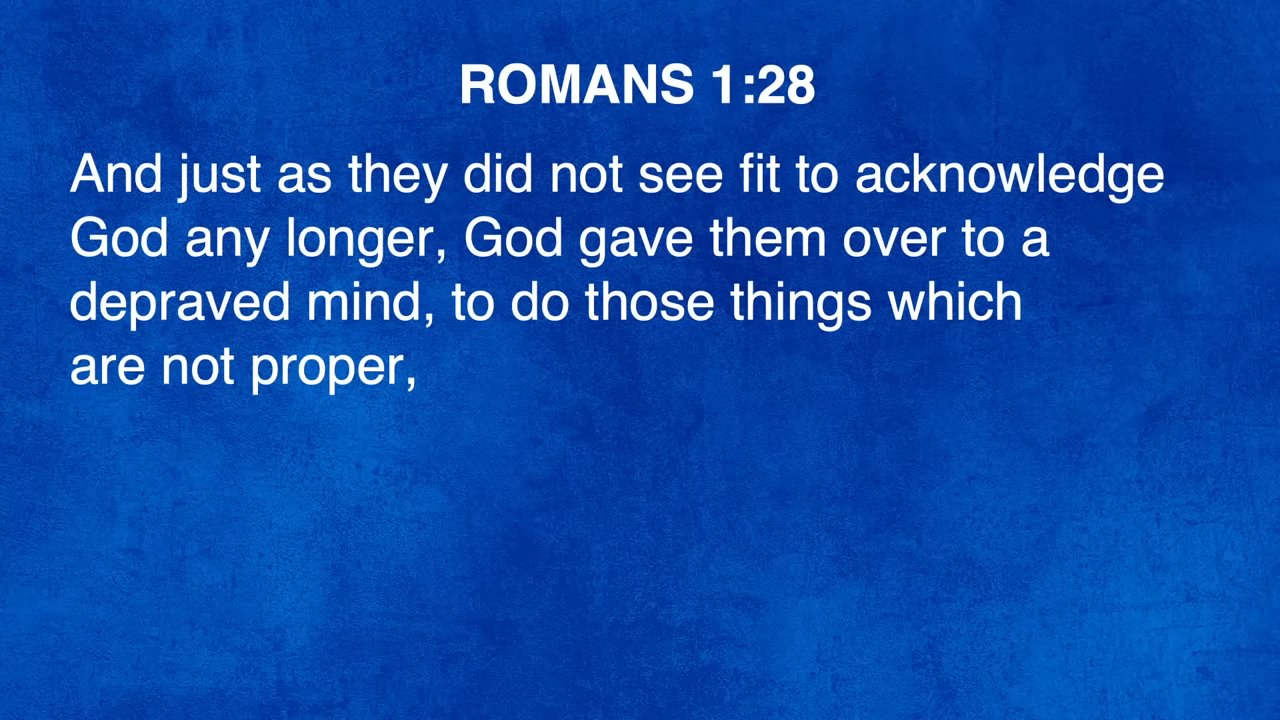 ROMANS 1:28
And just as they did not see fit to acknowledge
God any longer, God gave them over to a
depraved mind, to do those things which
are not proper,